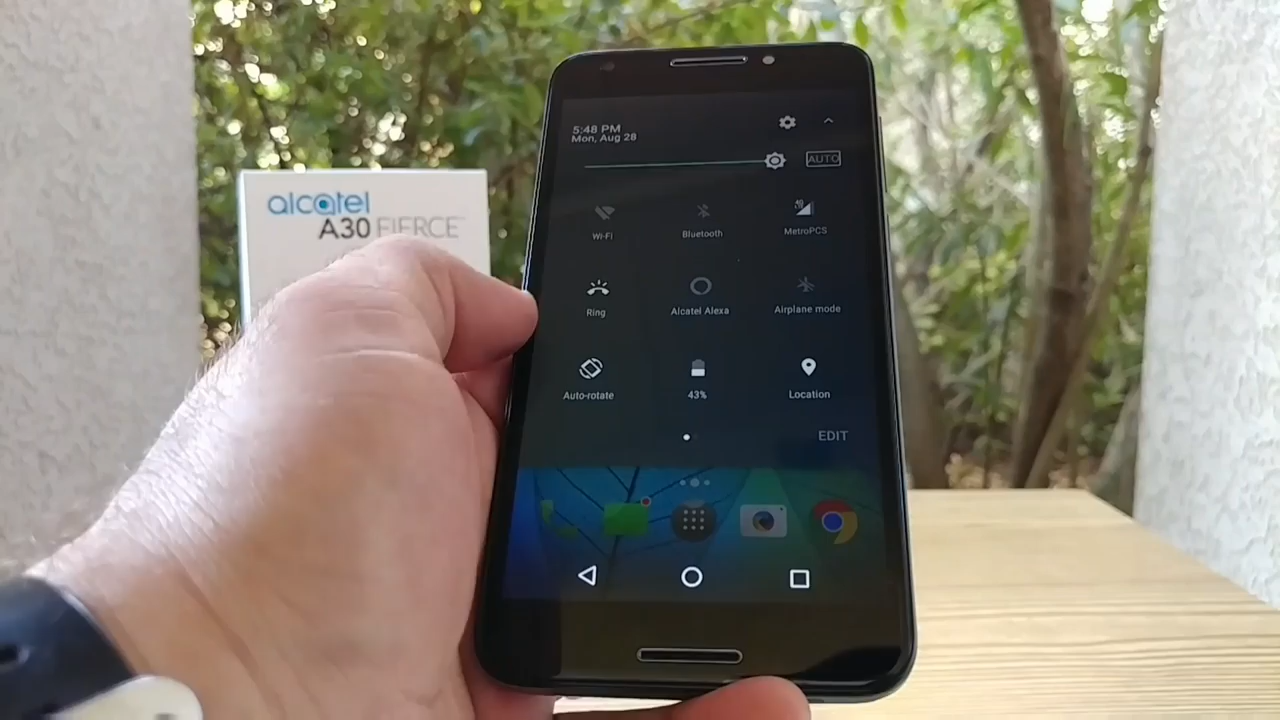 alcatel
A30 FIERCE
5:48 PM
Mon, Aug 28
AUTO
Wi-Fi
Bluetooth
4G
MetroPCS
Ring
Alcatel Alexa
Airplane mode
Auto-rotate
43%
Location
EDIT